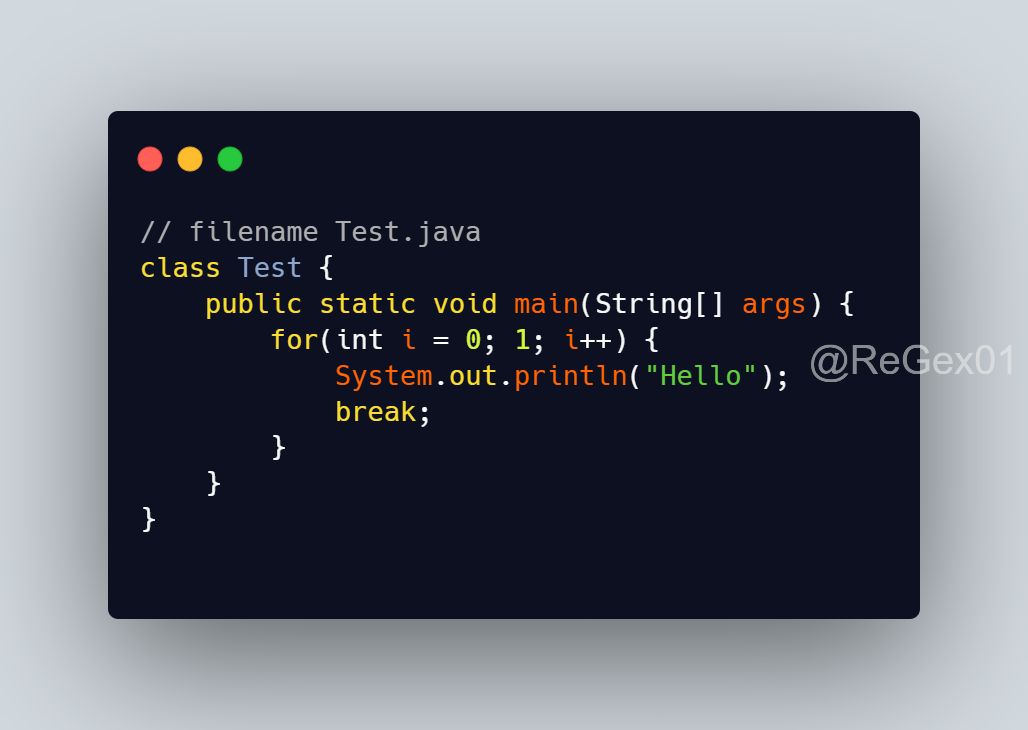 // filename Test.java
class Test {
    public static void main(String[] args) {
        for(int i = 0; 1; i++) {
            System.out.println("Hello");
            break;
        }
    }
}
@ReGex01